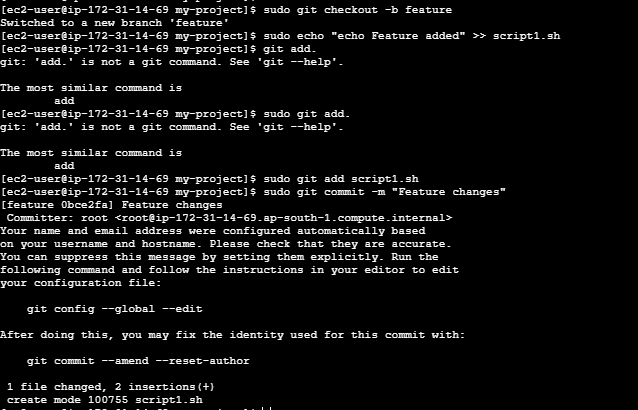 [ec2-user@ip-172-31-14-69 my-project]$ sudo git checkout -b feature
Switched to a new branch 'feature'
[ec2-user@ip-172-31-14-69 my-project]$ sudo echo "echo Feature added" >> script1.sh
[ec2-user@ip-172-31-14-69 my-project]$ git add.
git: 'add.' is not a git command. See 'git --help'.

The most similar command is
        add
[ec2-user@ip-172-31-14-69 my-project]$ sudo git add.
git: 'add.' is not a git command. See 'git --help'.

The most similar command is
        add
[ec2-user@ip-172-31-14-69 my-project]$ sudo git add script1.sh
[ec2-user@ip-172-31-14-69 my-project]$ sudo git commit -m "Feature changes"
[feature 0bce2fa] Feature changes
 Committer: root <root@ip-172-31-14-69.ap-south-1.compute.internal>
Your name and email address were configured automatically based
on your username and hostname. Please check that they are accurate.
You can suppress this message by setting them explicitly. Run the
following command and follow the instructions in your editor to edit
your configuration file:

    git config --global --edit

After doing this, you may fix the identity used for this commit with:

    git commit --amend --reset-author

 1 file changed, 2 insertions(+)
 create mode 100755 script1.sh